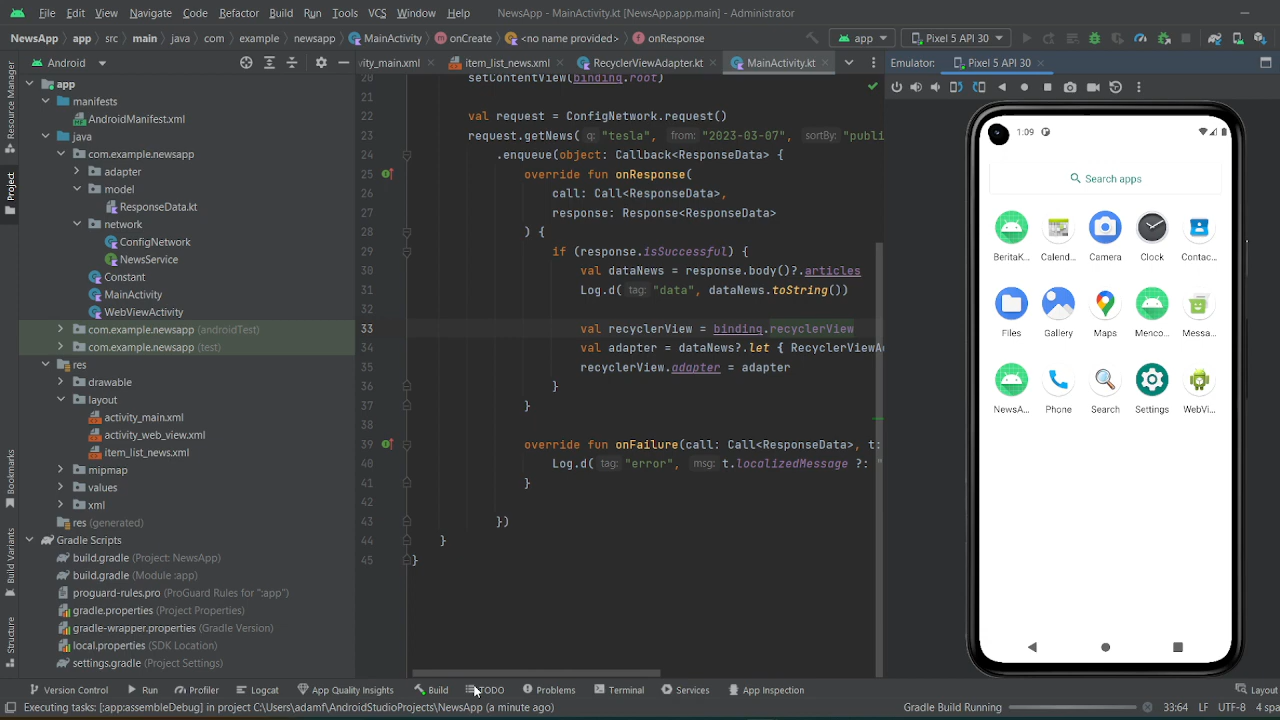 File Edit View Navigate Code Refactor Build Run Tools VCS Window Help NewsApp - MainActivity.kt [NewsApp.app.main] - Administrator
NewsApp app src main java com example newsapp MainActivity onCreate <no name provided> onResponse app Pixel 5 API 30
Android vity_main.xml item_list_news.xml RecyclerViewAdapter.kt MainActivity.kt Emulator: Pixel 5 API 30
Resource Manager
Project
Bookmarks
Build Variants
Structure
app
manifests
AndroidManifest.xml
java
com.example.newsapp
adapter
model
ResponseData.kt
network
ConfigNetwork
NewsService
Constant
MainActivity
WebViewActivity
com.example.newsapp (androidTest)
com.example.newsapp (test)
res
drawable
layout
activity_main.xml
activity_web_view.xml
item_list_news.xml
mipmap
values
xml
res (generated)
Gradle Scripts
build.gradle (Project: NewsApp)
build.gradle (Module :app)
proguard-rules.pro (ProGuard Rules for ":app")
gradle.properties (Project Properties)
gradle-wrapper.properties (Gradle Version)
local.properties (SDK Location)
settings.gradle (Project Settings)
20 setContentView(binding.root)
21
22 val request = ConfigNetwork.request()
23 request.getNews( q: "tesla", from: "2023-03-07", sortBy: "publi
24 .enqueue(object: Callback<ResponseData> {
25 override fun onResponse(
26 call: Call<ResponseData>,
27 response: Response<ResponseData>
28 ) {
29 if (response.isSuccessful) {
30 val dataNews = response.body()?.articles
31 Log.d( tag: "data", dataNews.toString())
32
33 val recyclerView = binding.recyclerView
34 val adapter = dataNews?.let { RecyclerViewA
35 recyclerView.adapter = adapter
36 }
37 }
38
39 override fun onFailure(call: Call<ResponseData>, t:
40 Log.d( tag: "error", msg: t.localizedMessage ?: "
41 }
42
43 })
44 }
45 }
1:09
Search apps
BeritaK... Calend... Camera Clock Contac...
Files Gallery Maps Menco... Messa...
NewsA... Phone Search Settings WebVi...
Version Control Run Profiler Logcat App Quality Insights Build TODO Problems Terminal Services App Inspection Layout
Executing tasks: [:app:assembleDebug] in project C:\Users\adamf\AndroidStudioProjects\NewsApp (a minute ago) Gradle Build Running 33:64 LF UTF-8 4 spa